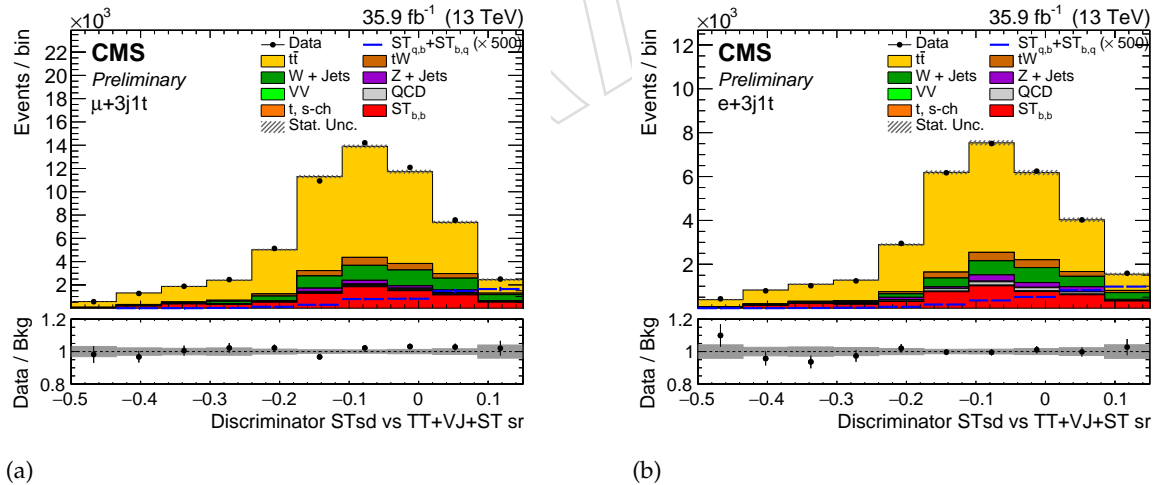 ×10³
35.9 fb⁻¹ (13 TeV)
CMS
Preliminary
μ+3j1t
Data
ST_{q,b}+ST_{b,q} (×500)
tt̄
tW
W + Jets
Z + Jets
VV
QCD
t, s-ch
ST_{b,b}
Stat. Unc.
Events / bin
22
20
18
16
14
12
10
8
6
4
2
Data / Bkg
1.2
1
0.8
−0.5 −0.4 −0.3 −0.2 −0.1 0 0.1
Discriminator STsd vs TT+VJ+ST sr
(a)
×10³
35.9 fb⁻¹ (13 TeV)
CMS
Preliminary
e+3j1t
Data
ST_{q,b}+ST_{b,q} (×500)
tt̄
tW
W + Jets
Z + Jets
VV
QCD
t, s-ch
ST_{b,b}
Stat. Unc.
Events / bin
12
10
8
6
4
2
Data / Bkg
1.2
1
0.8
−0.5 −0.4 −0.3 −0.2 −0.1 0 0.1
Discriminator STsd vs TT+VJ+ST sr
(b)